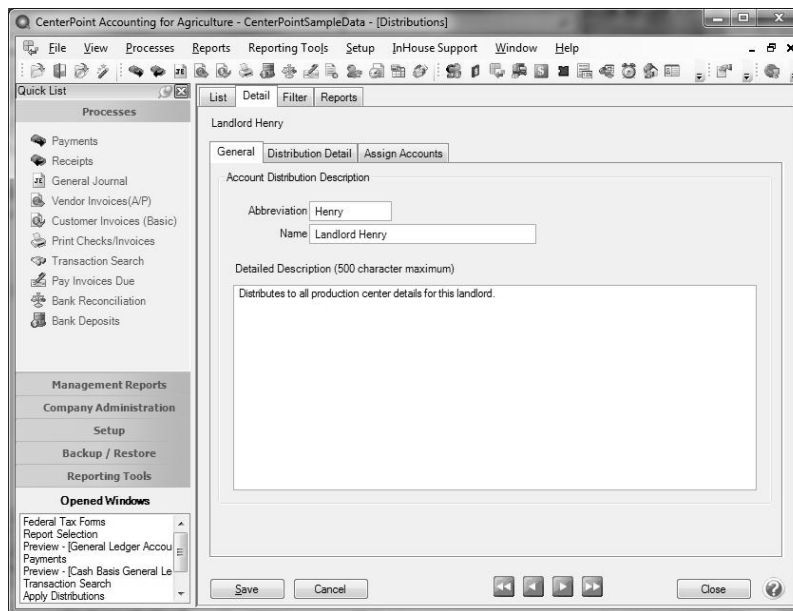 CenterPoint Accounting for Agriculture - CenterPointSampleData - [Distributions]
File View Processes Reports Reporting Tools Setup InHouse Support Window Help
Quick List
Processes
Payments
Receipts
General Journal
Vendor Invoices(A/P)
Customer Invoices (Basic)
Print Checks/Invoices
Transaction Search
Pay Invoices Due
Bank Reconciliation
Bank Deposits
Management Reports
Company Administration
Setup
Backup / Restore
Reporting Tools
Opened Windows
Federal Tax Forms
Report Selection
Preview - [General Ledger Accou
Payments
Preview - [Cash Basis General Le
Transaction Search
Apply Distributions
List Detail Filter Reports
Landlord Henry
General Distribution Detail Assign Accounts
Account Distribution Description
Abbreviation Henry
Name Landlord Henry
Detailed Description (500 character maximum)
Distributes to all production center details for this landlord.
Save Cancel Close